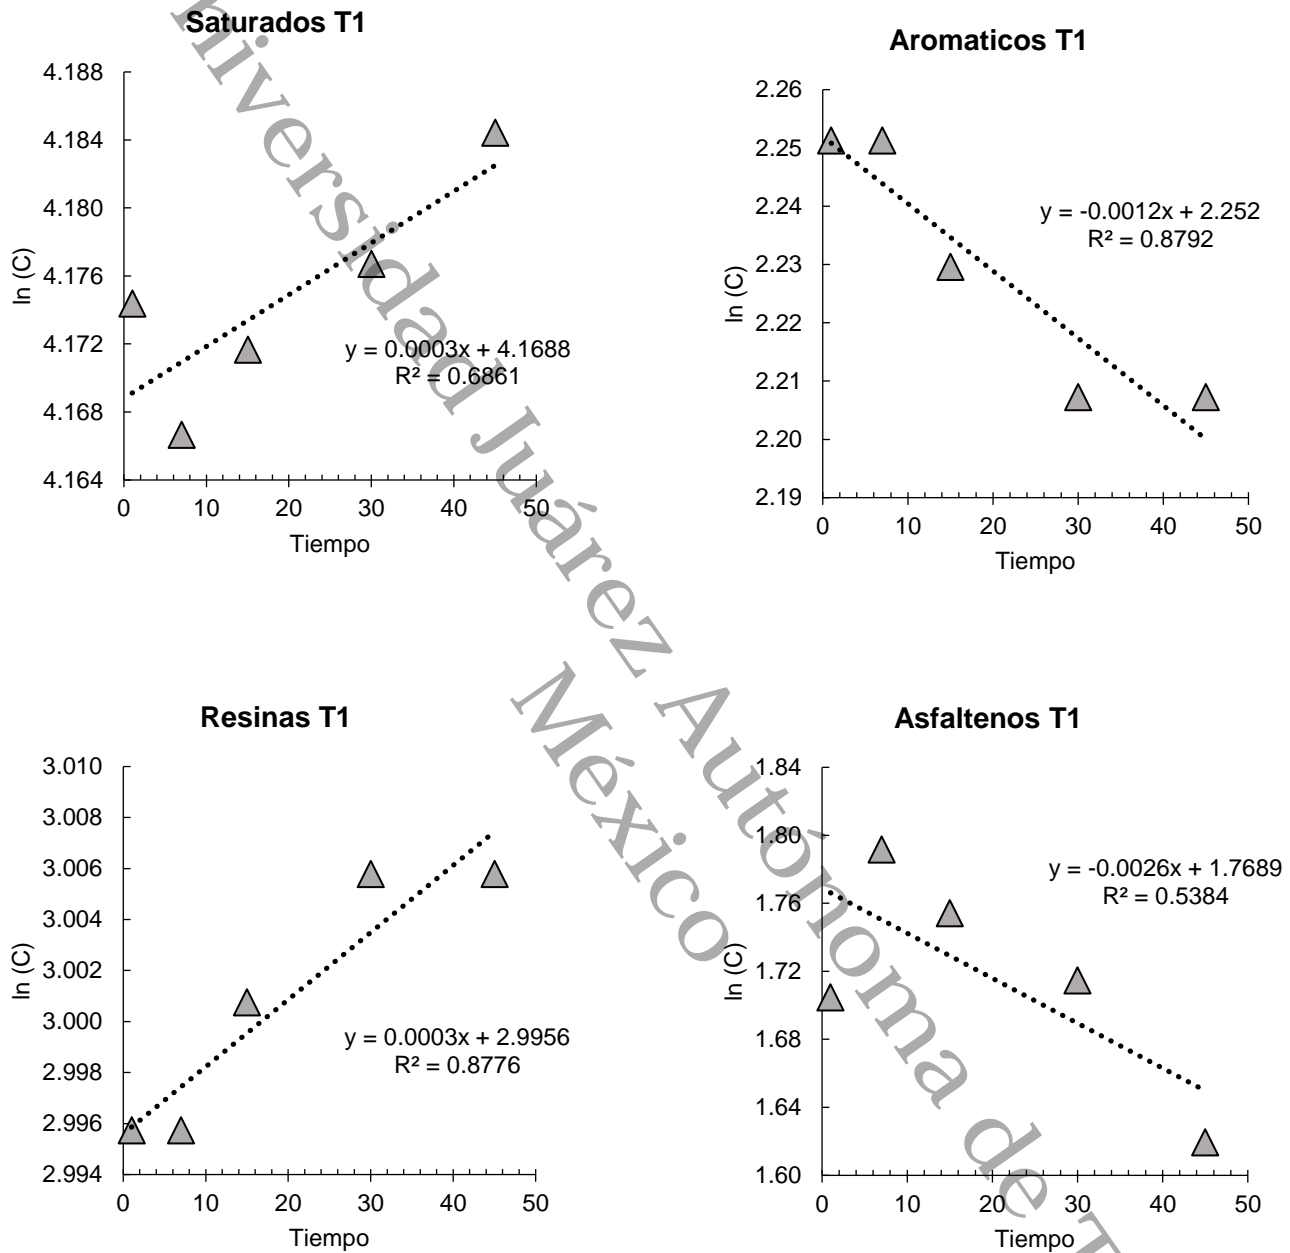 Saturados T1
4.188
4.184
4.180
4.176
4.172
4.168
4.164
ln (C)
y = 0.0003x + 4.1688
R² = 0.6861
0 10 20 30 40 50
Tiempo
Aromaticos T1
2.26
2.25
2.24
2.23
2.22
2.21
2.20
2.19
ln (C)
y = -0.0012x + 2.252
R² = 0.8792
0 10 20 30 40 50
Tiempo
Resinas T1
3.010
3.008
3.006
3.004
3.002
3.000
2.998
2.996
2.994
ln (C)
y = 0.0003x + 2.9956
R² = 0.8776
0 10 20 30 40 50
Tiempo
Asfaltenos T1
1.84
1.80
1.76
1.72
1.68
1.64
1.60
ln (C)
y = -0.0026x + 1.7689
R² = 0.5384
0 10 20 30 40 50
Tiempo
niversidad Juárez Autónoma de T
México